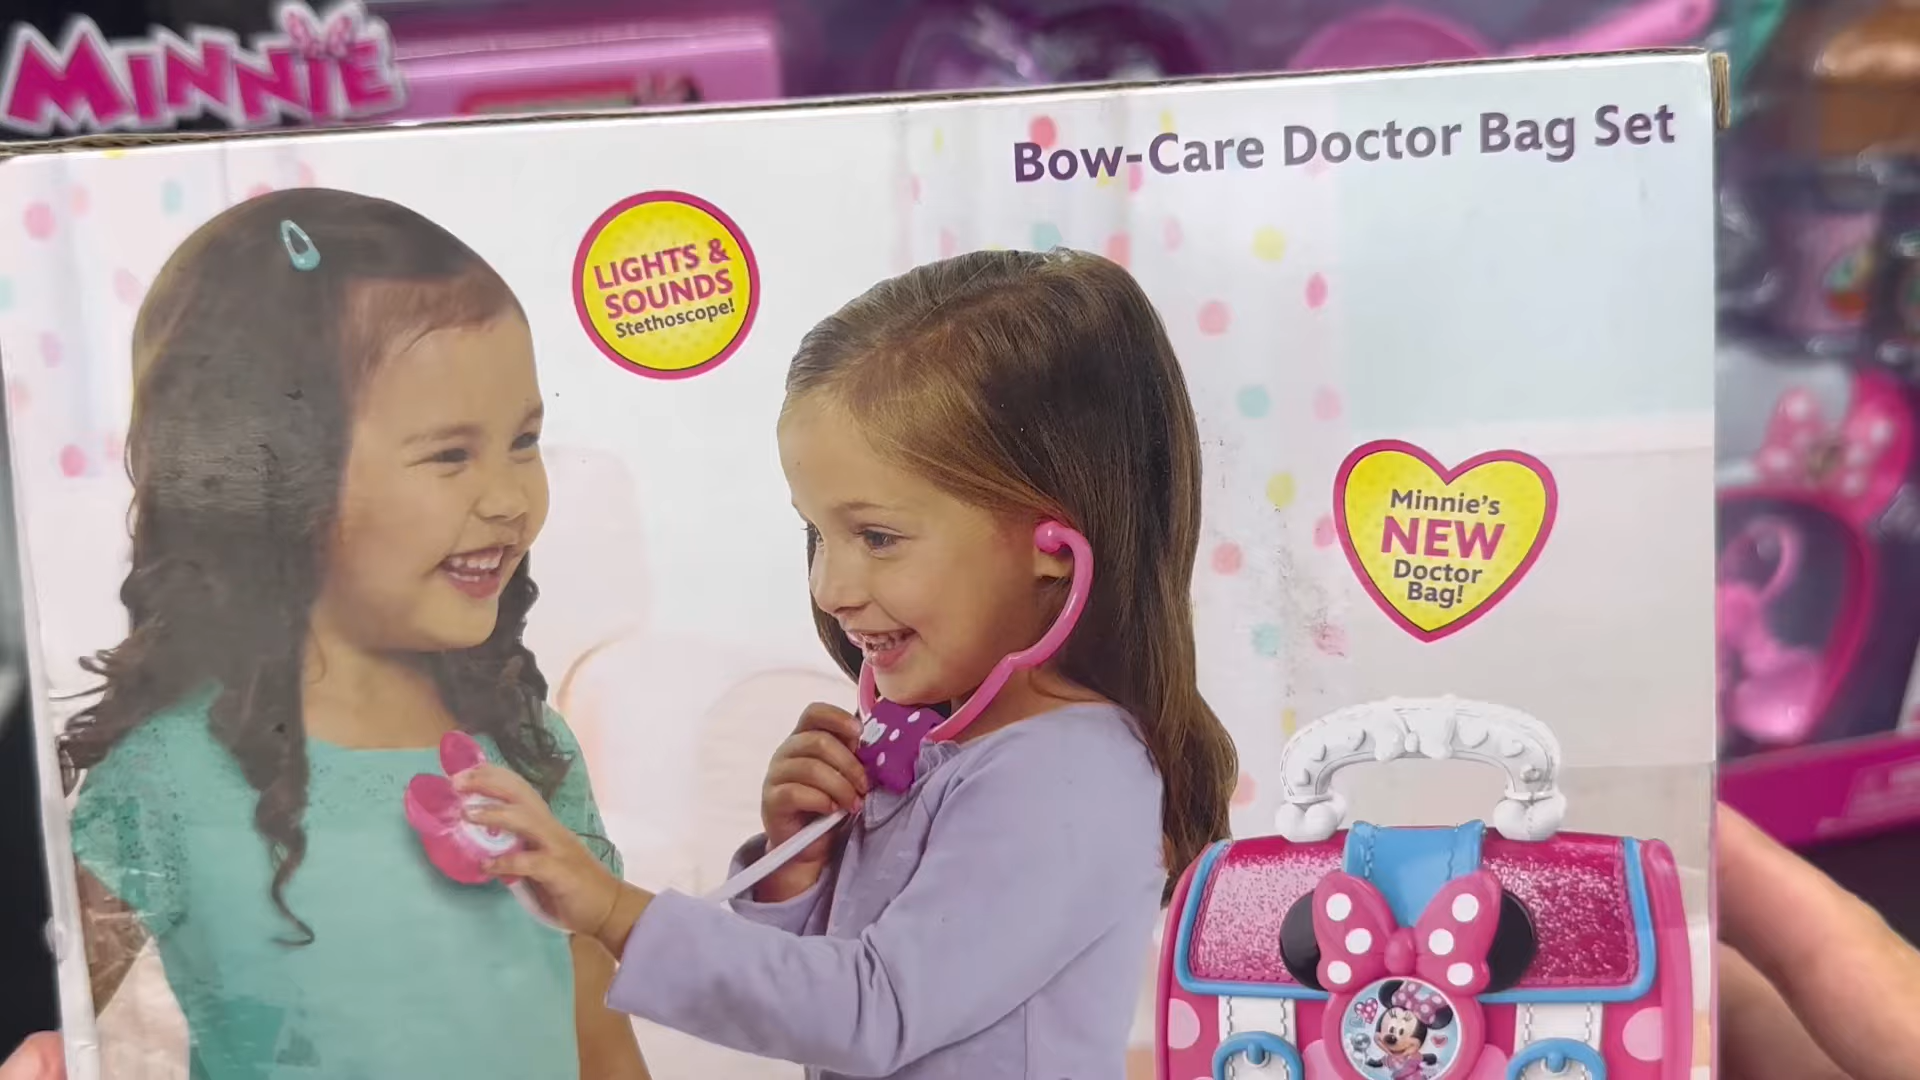 MINNIE
Bow-Care Doctor Bag Set
LIGHTS &
SOUNDS
Stethoscope!
Minnie's
NEW
Doctor
Bag!